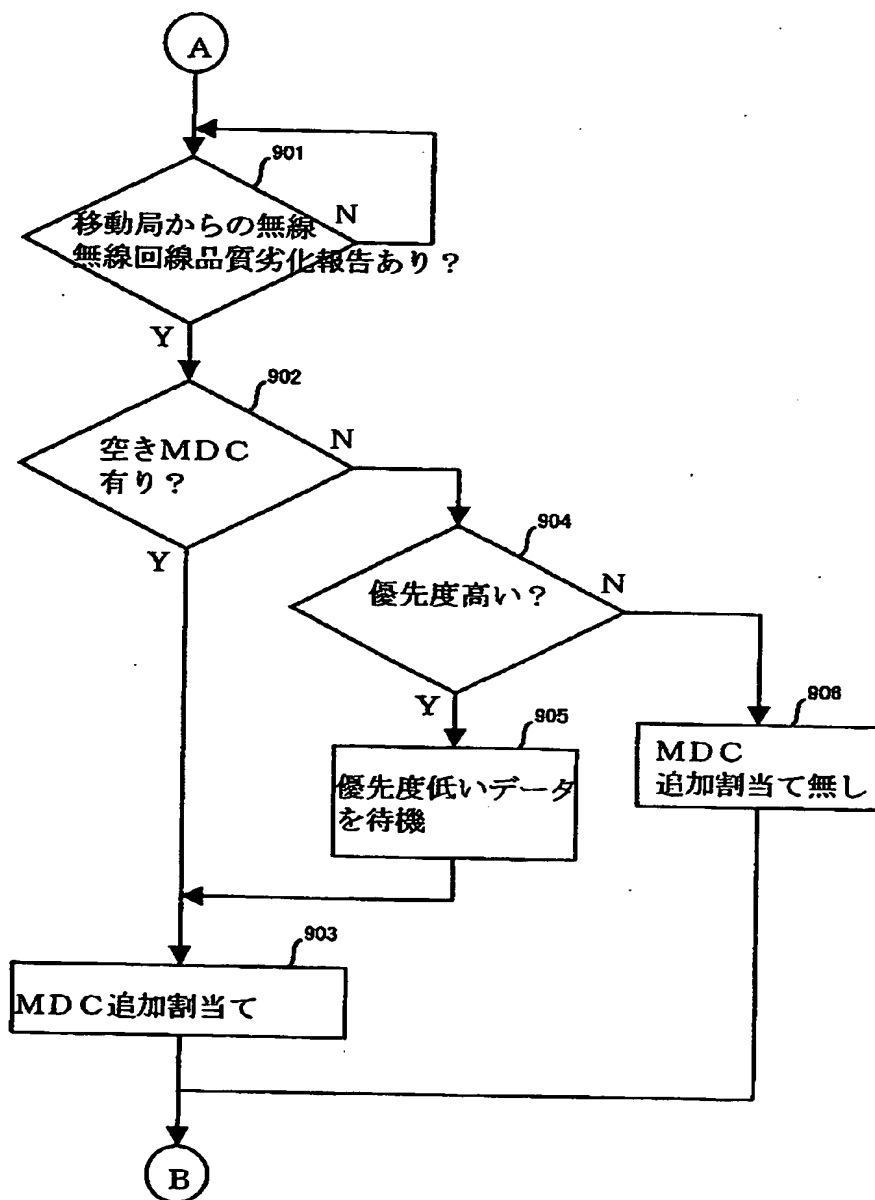 A
901
移動局からの無線
無線回線品質劣化報告あり？
N
Y
902
空きMDC
有り？
N
Y
904
優先度高い？
N
Y
905
優先度低いデータ
を待機
906
MDC
追加割当て無し
903
MDC追加割当て
B